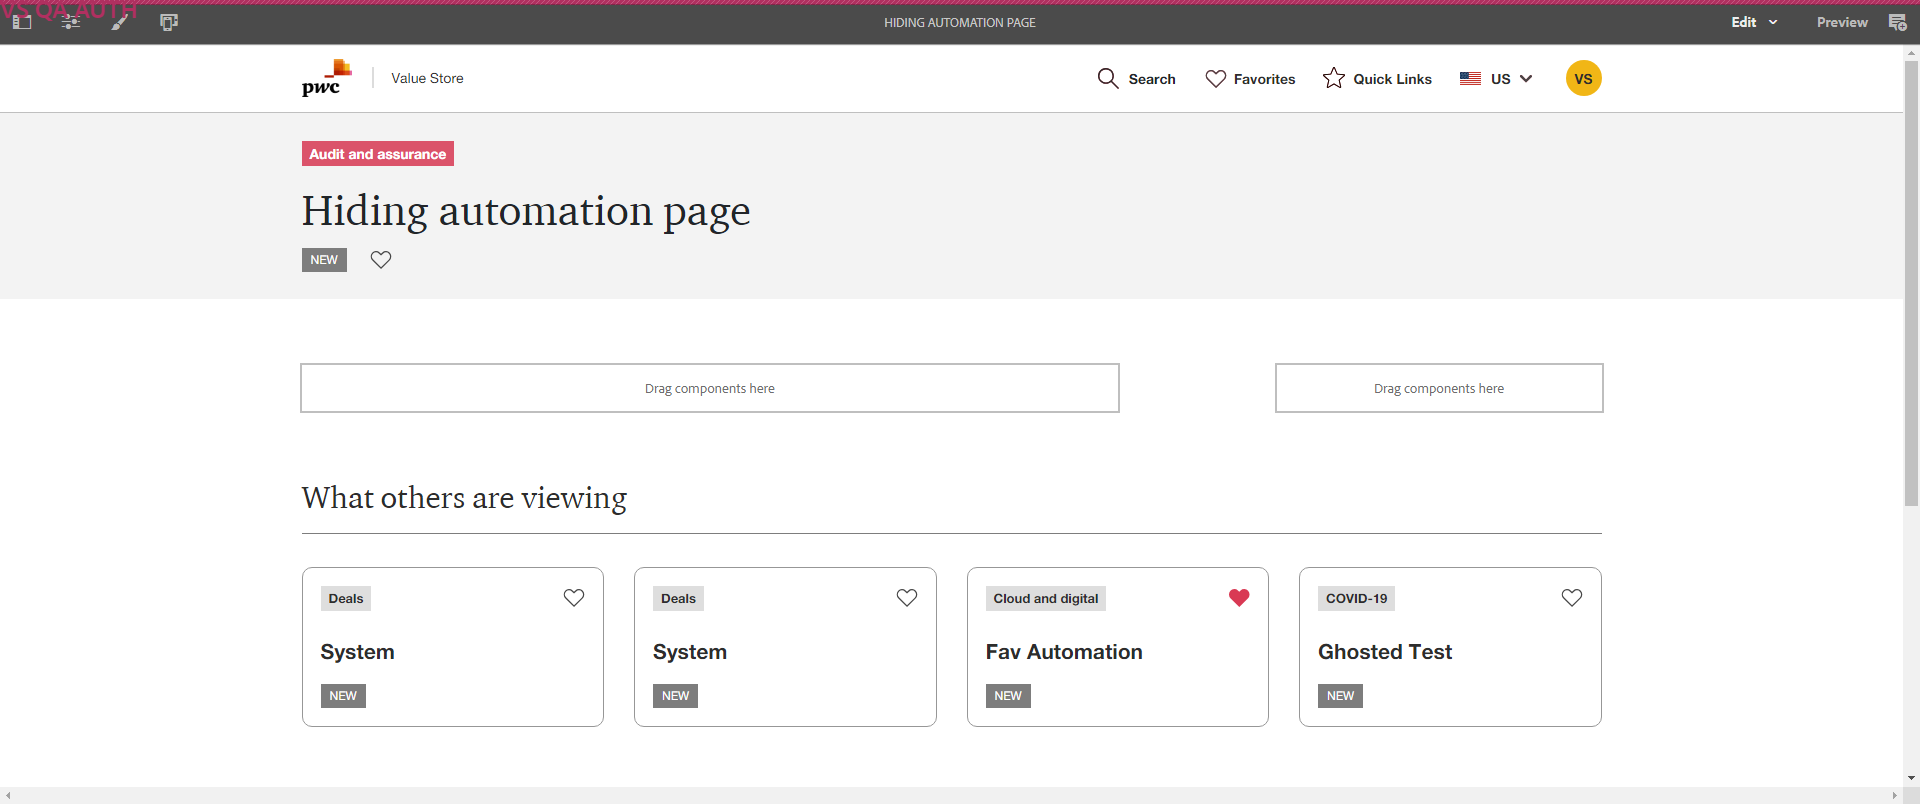 VS QA AUTH
HIDING AUTOMATION PAGE
Edit
Preview
pwc
Value Store
Search
Favorites
Quick Links
US
VS
Audit and assurance
Hiding automation page
NEW
Drag components here
Drag components here
What others are viewing
Deals
System
NEW
Deals
System
NEW
Cloud and digital
Fav Automation
NEW
COVID-19
Ghosted Test
NEW